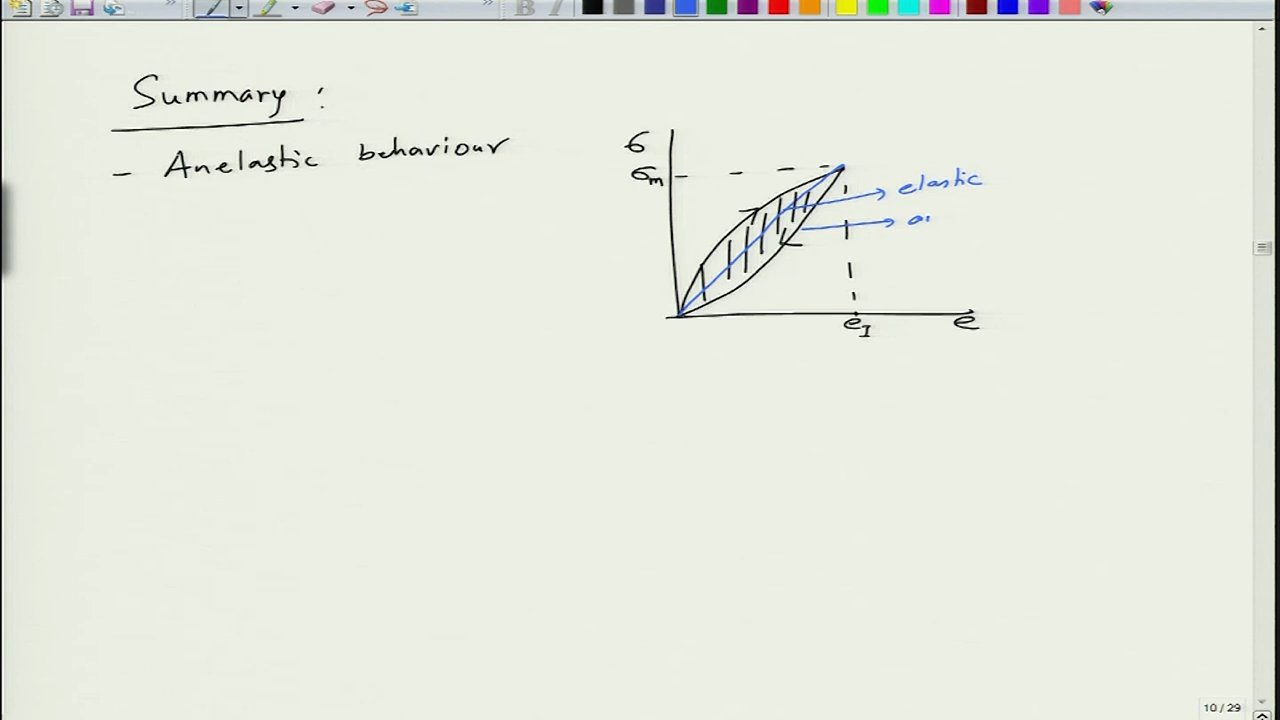 Summary :
- Anelastic behaviour
σ
σm
elastic
e1
e
10 / 29
B I